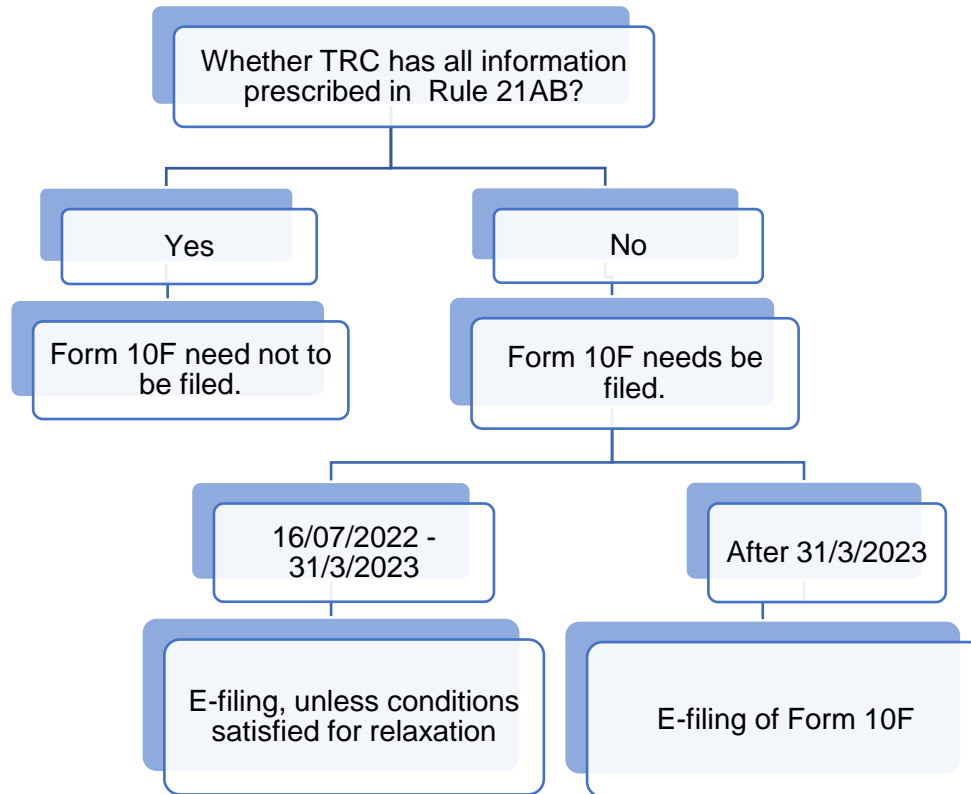 Whether TRC has all information
prescribed in Rule 21AB?
Yes
No
Form 10F need not to
be filed.
Form 10F needs be
filed.
16/07/2022 -
31/3/2023
After 31/3/2023
E-filing, unless conditions
satisfied for relaxation
E-filing of Form 10F